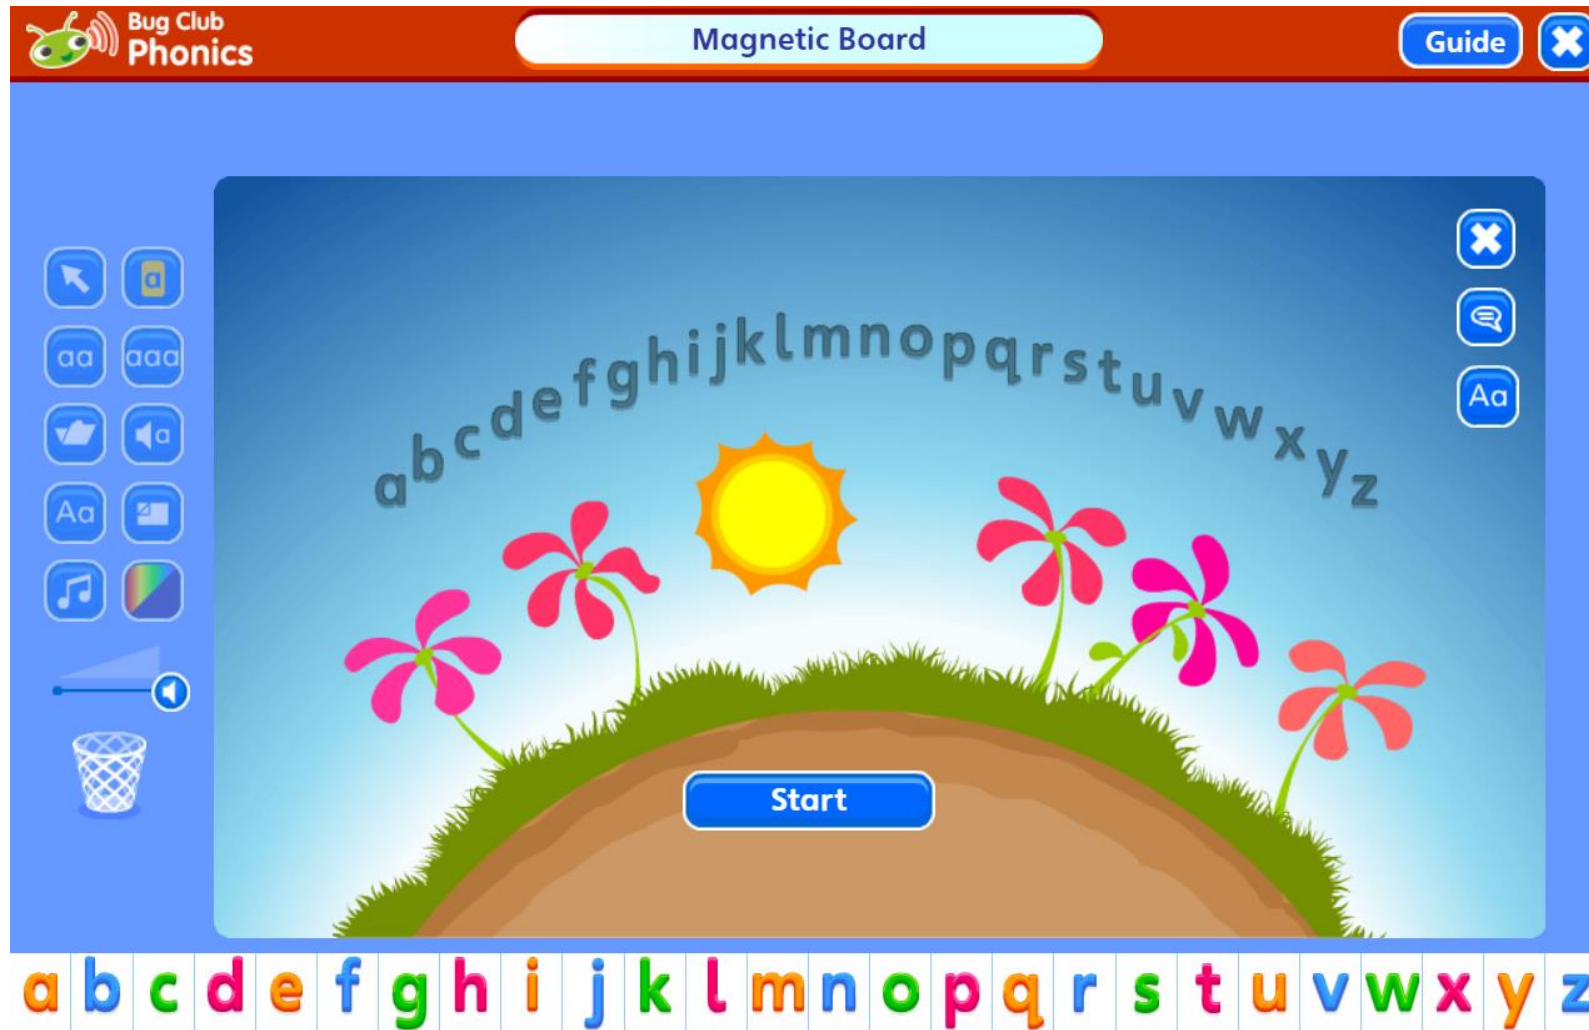 Bug Club
Phonics
Magnetic Board
Guide
a
aa aaa
a
Aa
Aa
abcdefghijklmnopqrstuvwxyz
Start
a b c d e f g h i j k l m n o p q r s t u v w x y z